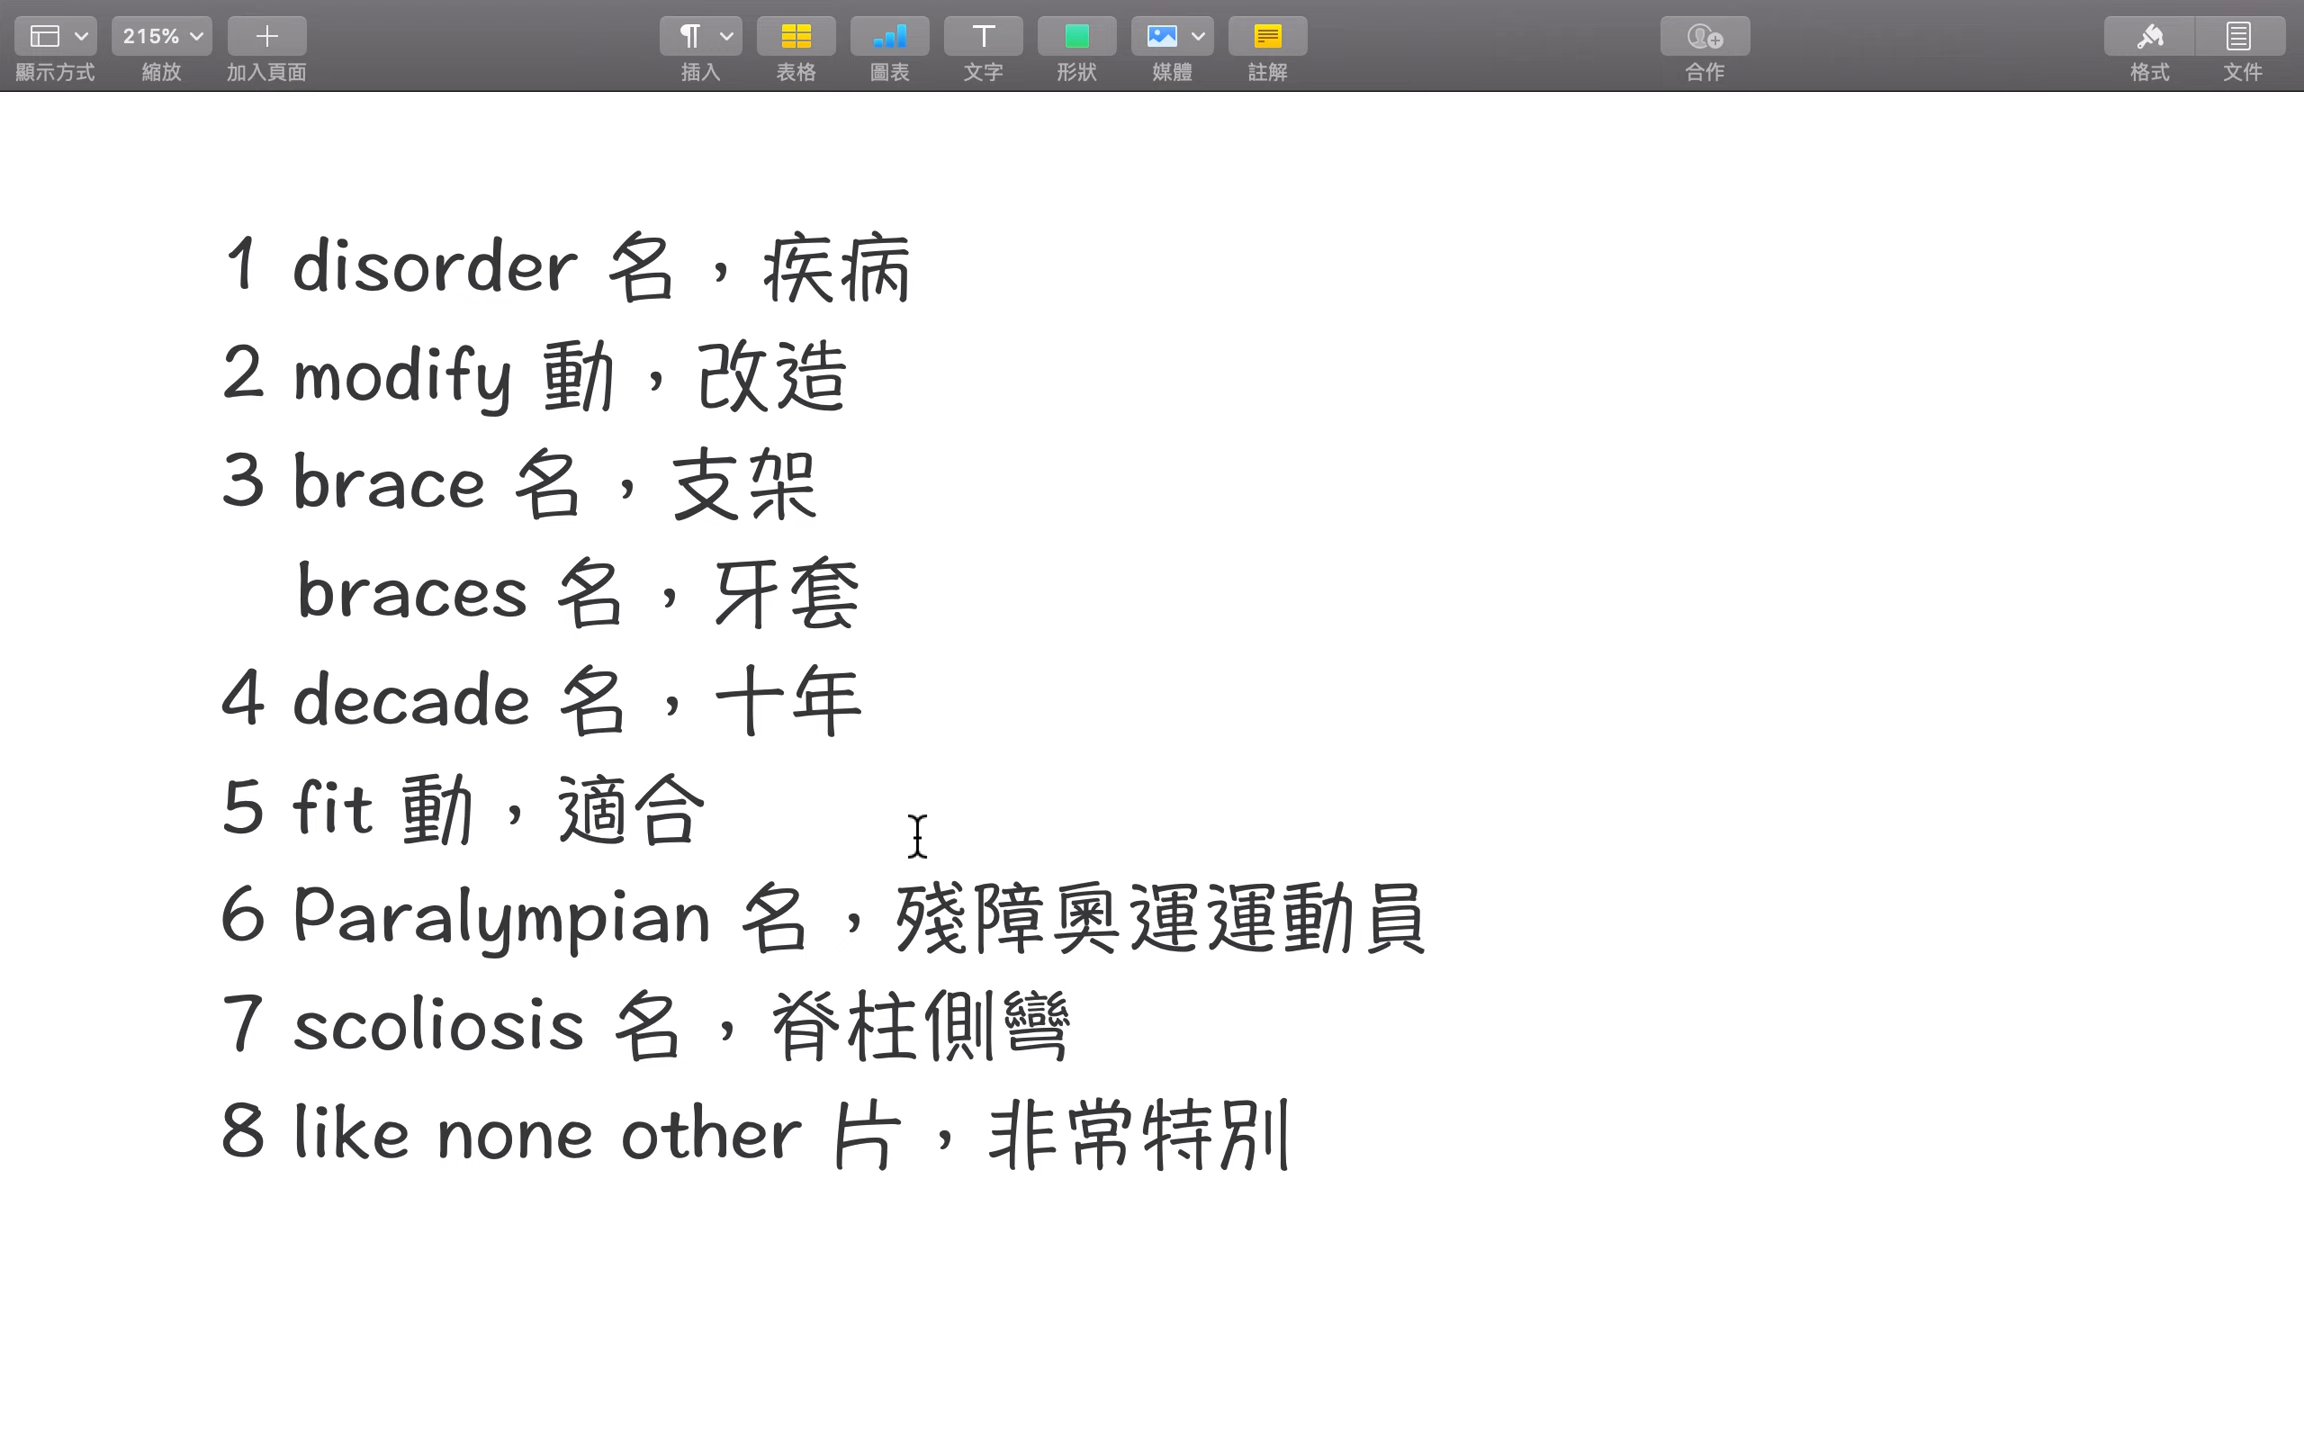 215%
顯示方式 縮放 加入頁面 插入 表格 圖表 文字 形狀 媒體 註解 合作 格式 文件
1 disorder 名，疾病
2 modify 動，改造
3 brace 名，支架
braces 名，牙套
4 decade 名，十年
5 fit 動，適合
6 Paralympian 名，殘障奧運運動員
7 scoliosis 名，脊柱側彎
8 like none other 片，非常特別